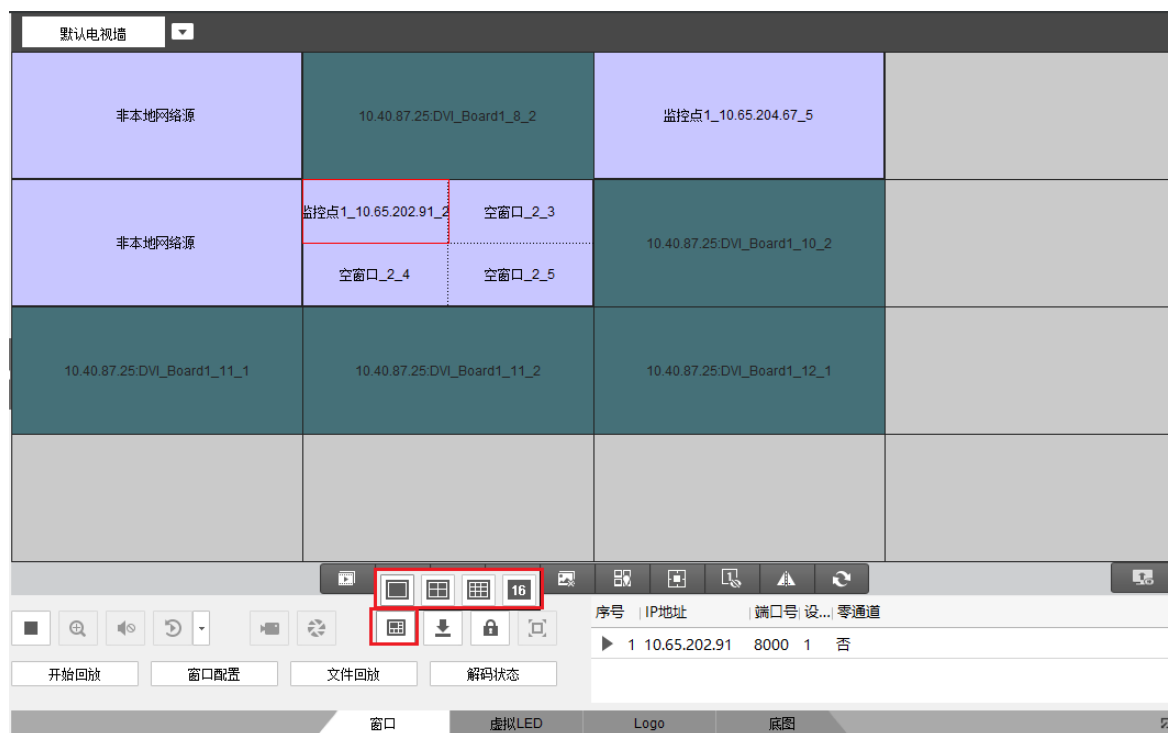 默认电视墙
非本地网络源
10.40.87.25:DVI_Board1_8_2
监控点1_10.65.204.67_5
非本地网络源
监控点1_10.65.202.91_2
空窗口_2_3
空窗口_2_4
空窗口_2_5
10.40.87.25:DVI_Board1_10_2
10.40.87.25:DVI_Board1_11_1
10.40.87.25:DVI_Board1_11_2
10.40.87.25:DVI_Board1_12_1
16
1
序号 IP地址 端口号 设... 零通道
1 10.65.202.91 8000 1 否
开始回放 窗口配置 文件回放 解码状态
窗口 虚拟LED Logo 底图